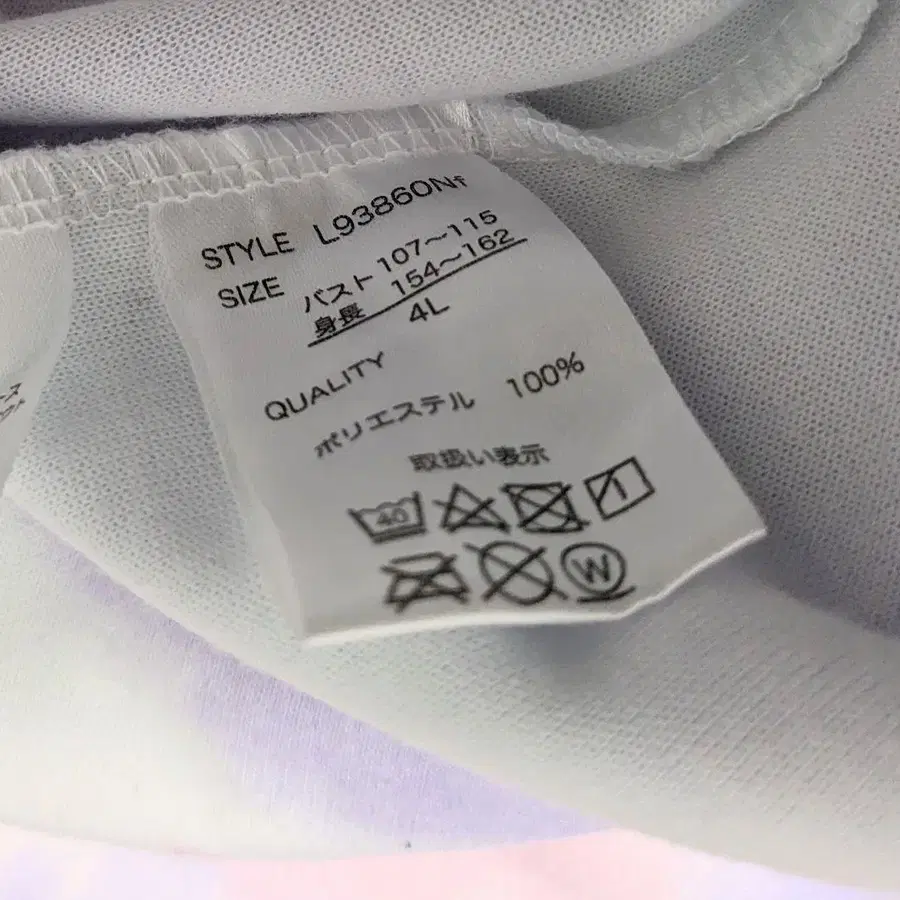 STYLE L93860Nf
SIZE バスト 107〜115
身長 154〜162
4L
QUALITY
ポリエステル 100%
取扱い表示
40
W